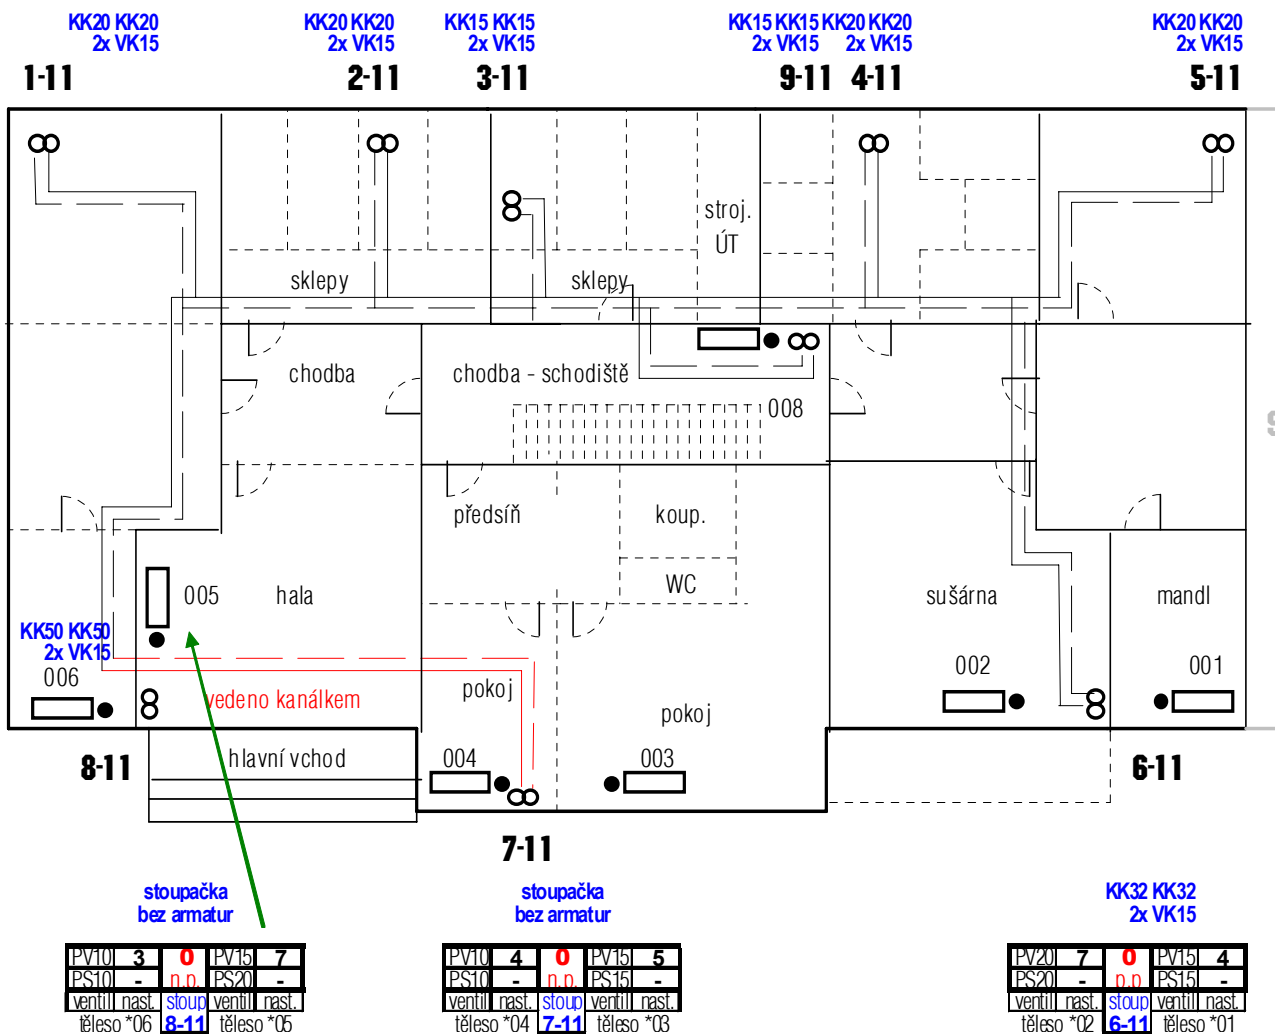 KK20 KK20 KK20 KK20 KK15 KK15 KK15 KK15 KK20 KK20 KK20 KK20
2x VK15 2x VK15 2x VK15 2x VK15 2x VK15 2x VK15
1-11 2-11 3-11 9-11 4-11 5-11
stroj.
ÚT
sklepy sklepy
chodba chodba - schodiště
008
předsíň koup.
WC
005 hala sušárna mandl
KK50 KK50
2x VK15
006 002 001
vedeno kanálkem pokoj pokoj
8-11 hlavní vchod 004 003 6-11
7-11
stoupačka
bez armatur
stoupačka
bez armatur
KK32 KK32
2x VK15
PV10 3 0 PV15 7
PS10 - n.p. PS20 -
ventil nast. stoup ventil nast.
těleso *06 8-11 těleso *05
PV10 4 0 PV15 5
PS10 - n.p. PS15 -
ventil nast. stoup ventil nast.
těleso *04 7-11 těleso *03
PV20 7 0 PV15 4
PS20 - p.p PS15 -
ventil nast. stoup ventil nast.
těleso *02 6-11 těleso *01